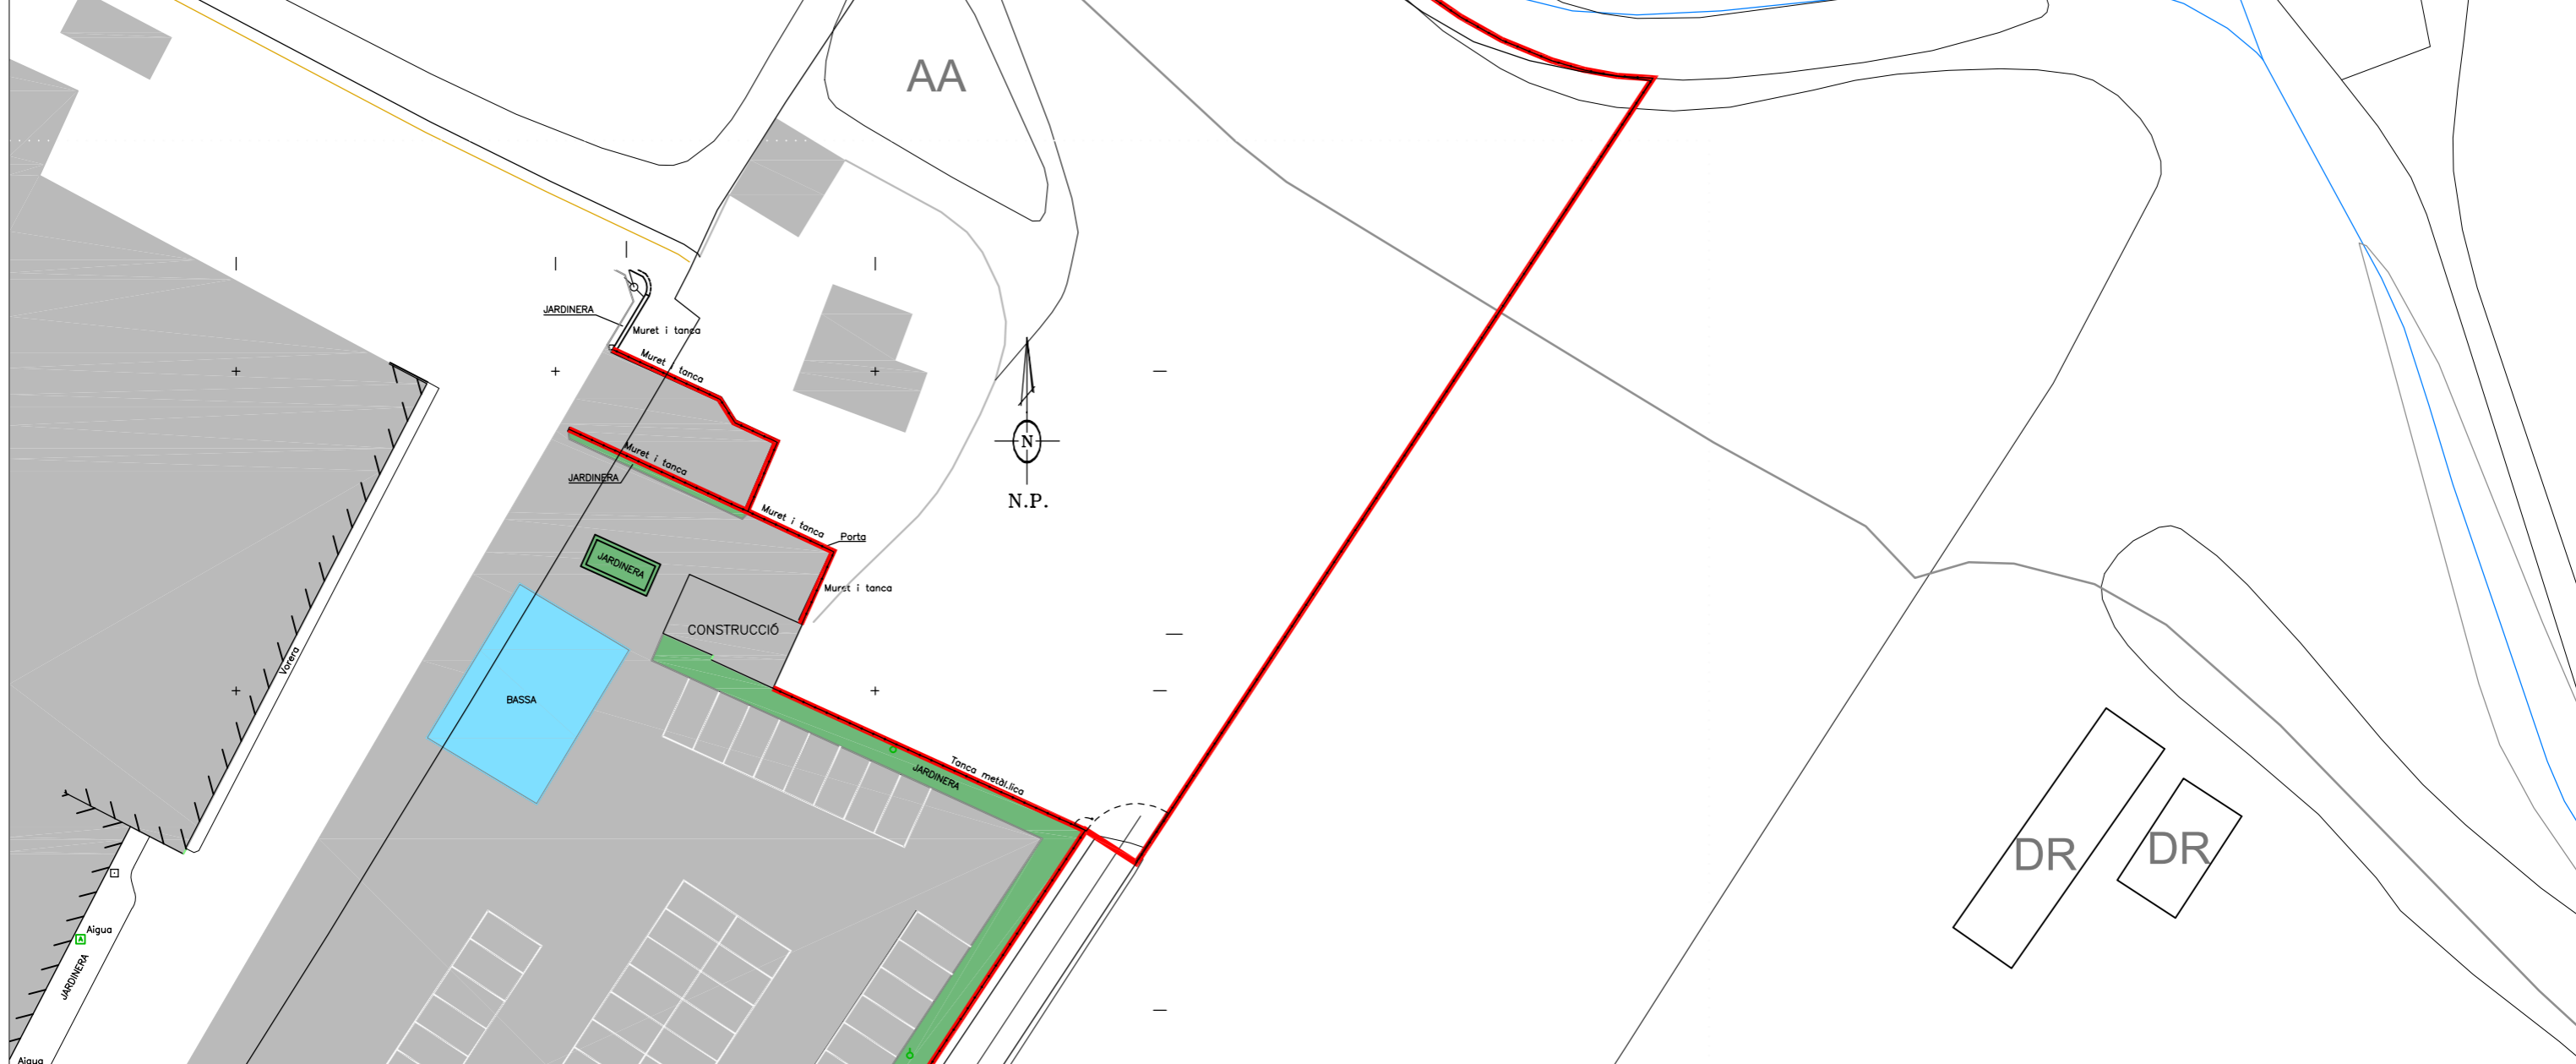 AA
JARDINERA
Muret i tanca
Muret i tanca
N
N.P.
Muret i tanca
JARDINERA
Muret i tanca
Porta
JARDINERA
Muret i tanca
CONSTRUCCIÓ
Vorera
BASSA
Tanca metàl.lica
JARDINERA
DR
DR
A
Aigua
JARDINERA
Aigua